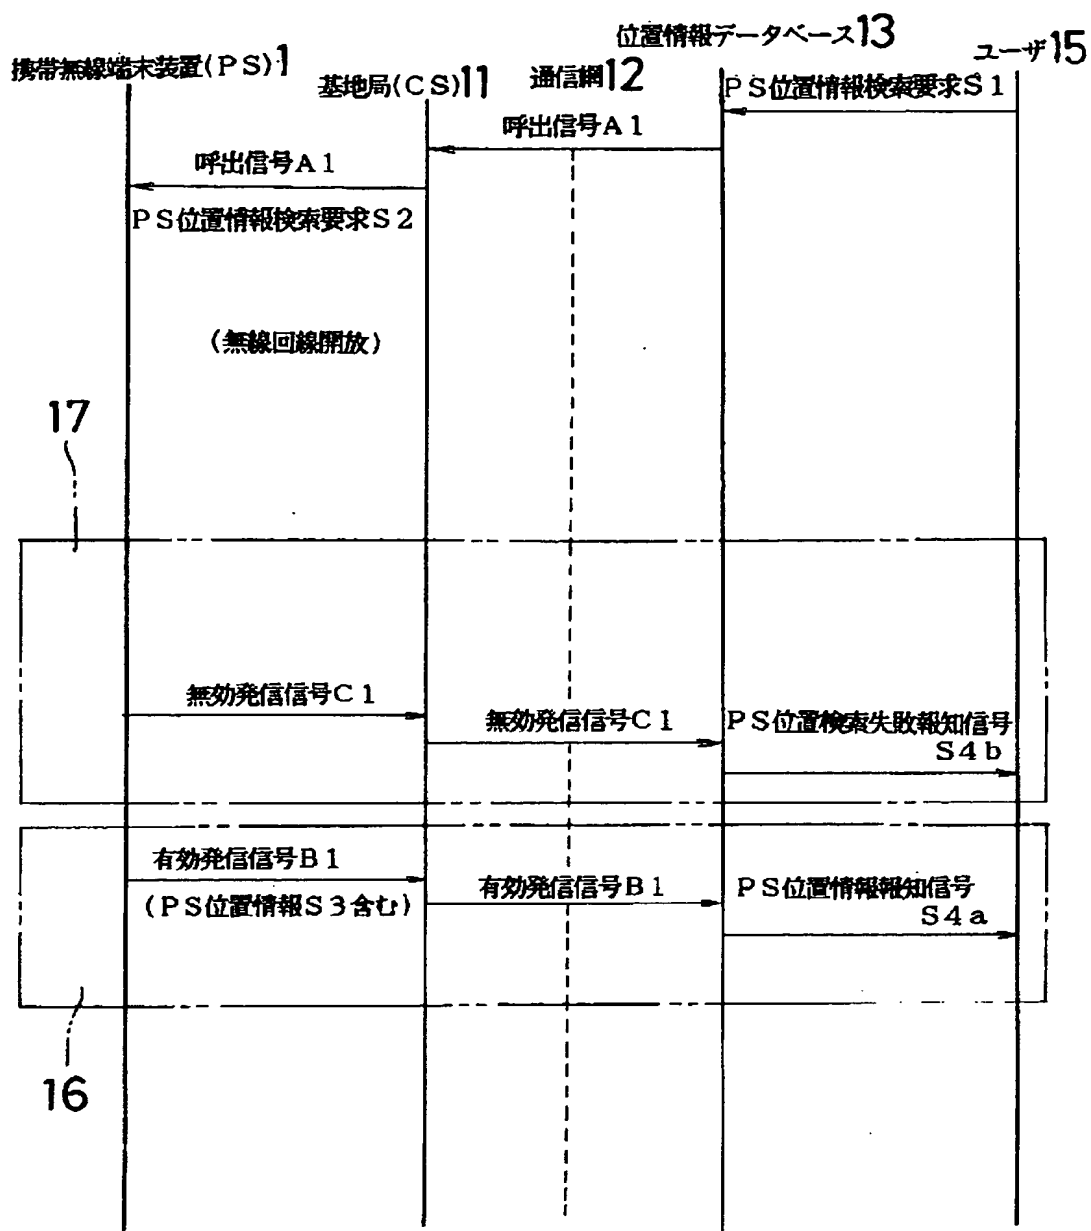 携帯無線端末装置(PS)1
基地局(CS)11
通信網12
位置情報データベース13
ユーザ15
PS位置情報検索要求S1
呼出信号A1
呼出信号A1
PS位置情報検索要求S2
(無線回線開放)
17
無効発信信号C1
無効発信信号C1
PS位置検索失敗報知信号
S4b
有効発信信号B1
(PS位置情報S3含む)
有効発信信号B1
PS位置情報報知信号
S4a
16